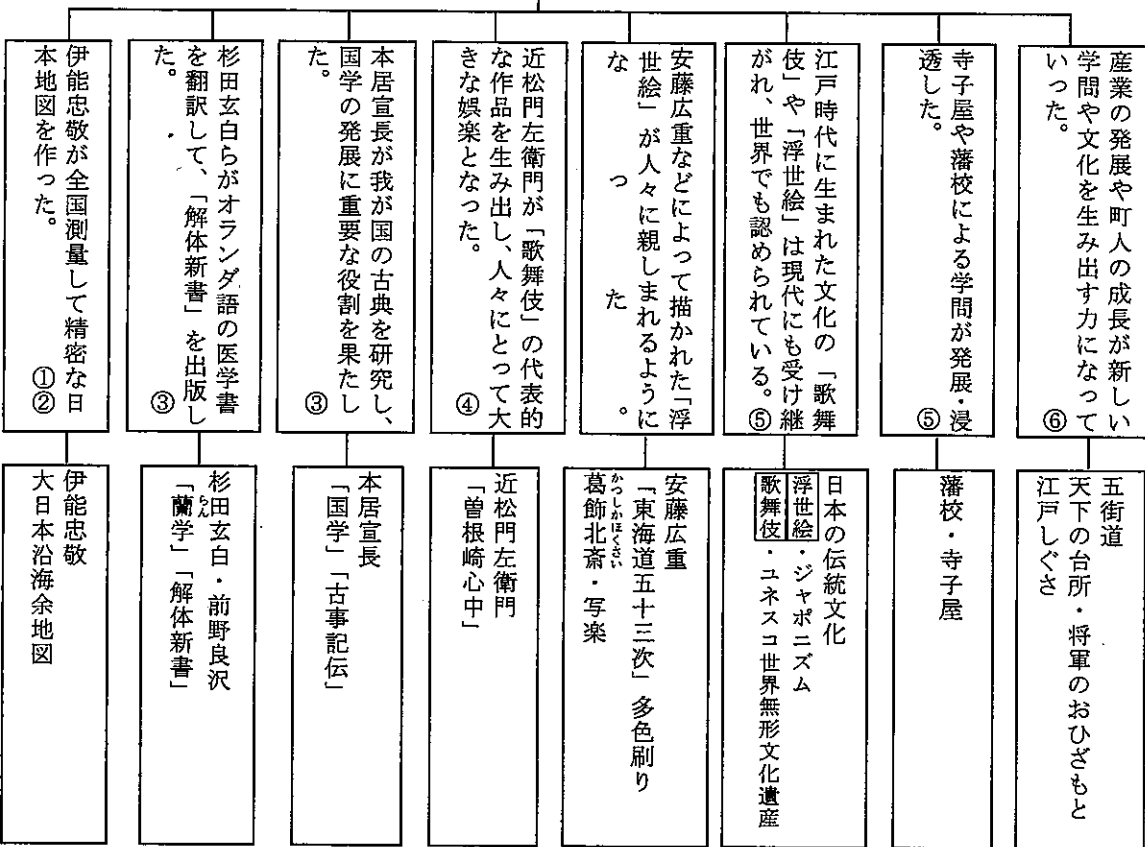 産業の発展や町人の成長が新しい
学問や文化を生み出す力になって
いった。
⑥
五街道
天下の台所・将軍のおひざもと
江戸しぐさ
寺子屋や藩校による学問が発展・浸
透した。
⑤
藩校・寺子屋
江戸時代に生まれた文化の「歌舞
伎」や「浮世絵」は現代にも受け継
がれ、世界でも認められている。⑤
日本の伝統文化
浮世絵・ジャポニズム
歌舞伎・ユネスコ世界無形文化遺産
安藤広重などによって描かれた「浮
世絵」が人々に親しまれるように
なった。
安藤広重
「東海道五十三次」多色刷り
葛飾北斎・写楽
かつしかほくさい
近松門左衛門が「歌舞伎」の代表的
な作品を生み出し、人々にとって大
きな娯楽となった。
④
近松門左衛門
「曽根崎心中」
本居宣長が我が国の古典を研究し、
国学の発展に重要な役割を果たし
た。
③
本居宣長
「国学」「古事記伝」
杉田玄白らがオランダ語の医学書
を翻訳して、「解体新書」を出版し
た。
③
杉田玄白・前野良沢
「蘭学」「解体新書」
らん
伊能忠敬が全国測量して精密な日
本地図を作った。
①②
伊能忠敬
大日本沿海余地図